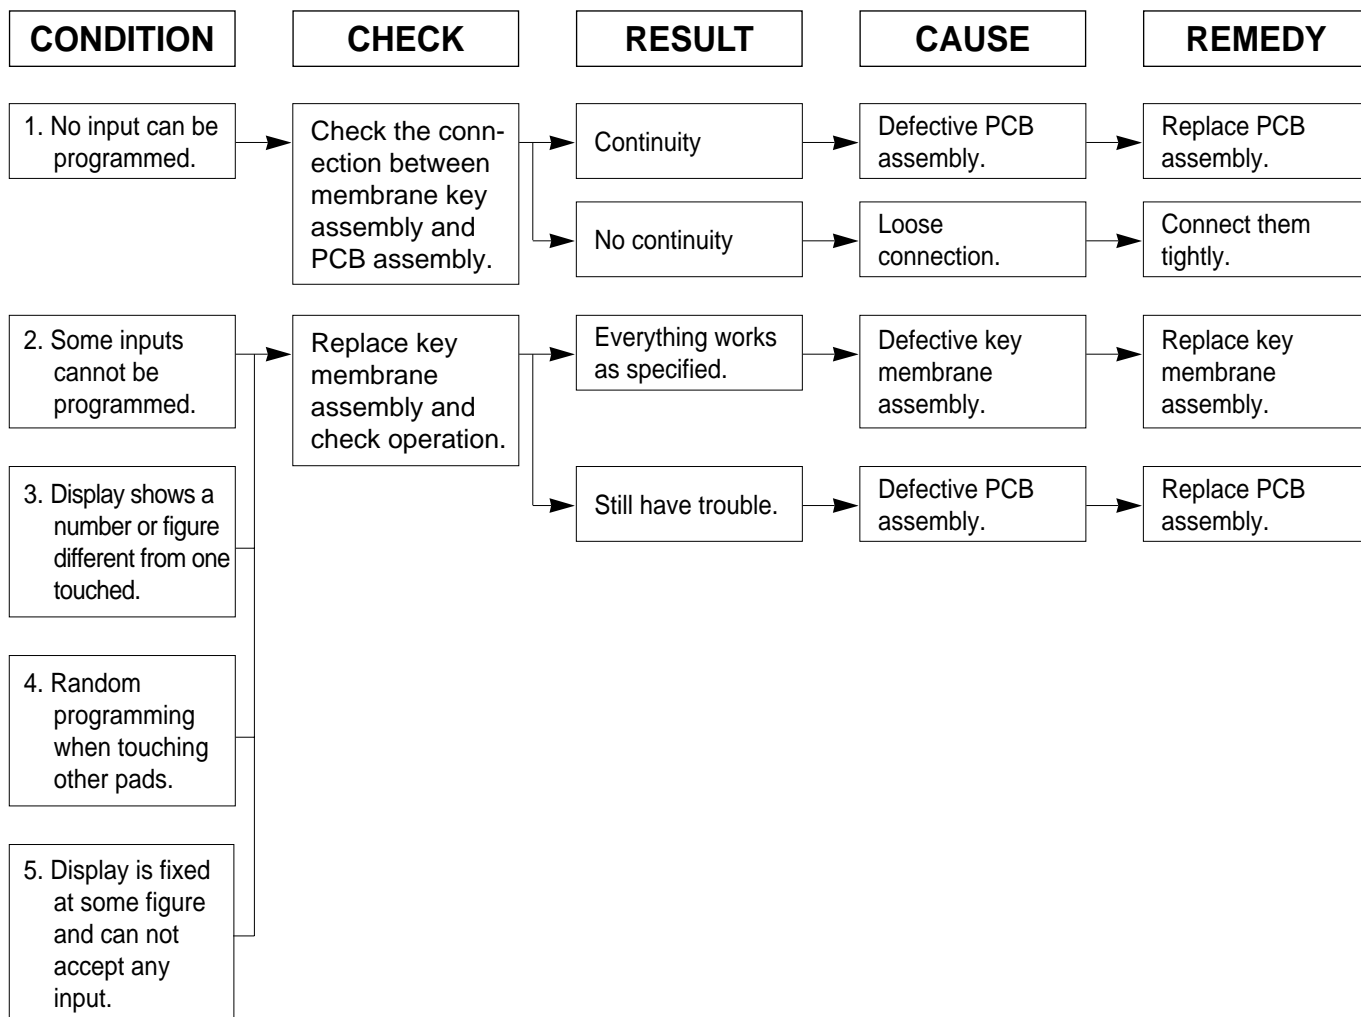 CONDITION
CHECK
RESULT
CAUSE
REMEDY
1. No input can be
programmed.
Check the conn-
ection between
membrane key
assembly and
PCB assembly.
Continuity
Defective PCB
assembly.
Replace PCB
assembly.
No continuity
Loose
connection.
Connect them
tightly.
2. Some inputs
cannot be
programmed.
Replace key
membrane
assembly and
check operation.
Everything works
as specified.
Defective key
membrane
assembly.
Replace key
membrane
assembly.
Still have trouble.
Defective PCB
assembly.
Replace PCB
assembly.
3. Display shows a
number or figure
different from one
touched.
4. Random
programming
when touching
other pads.
5. Display is fixed
at some figure
and can not
accept any
input.